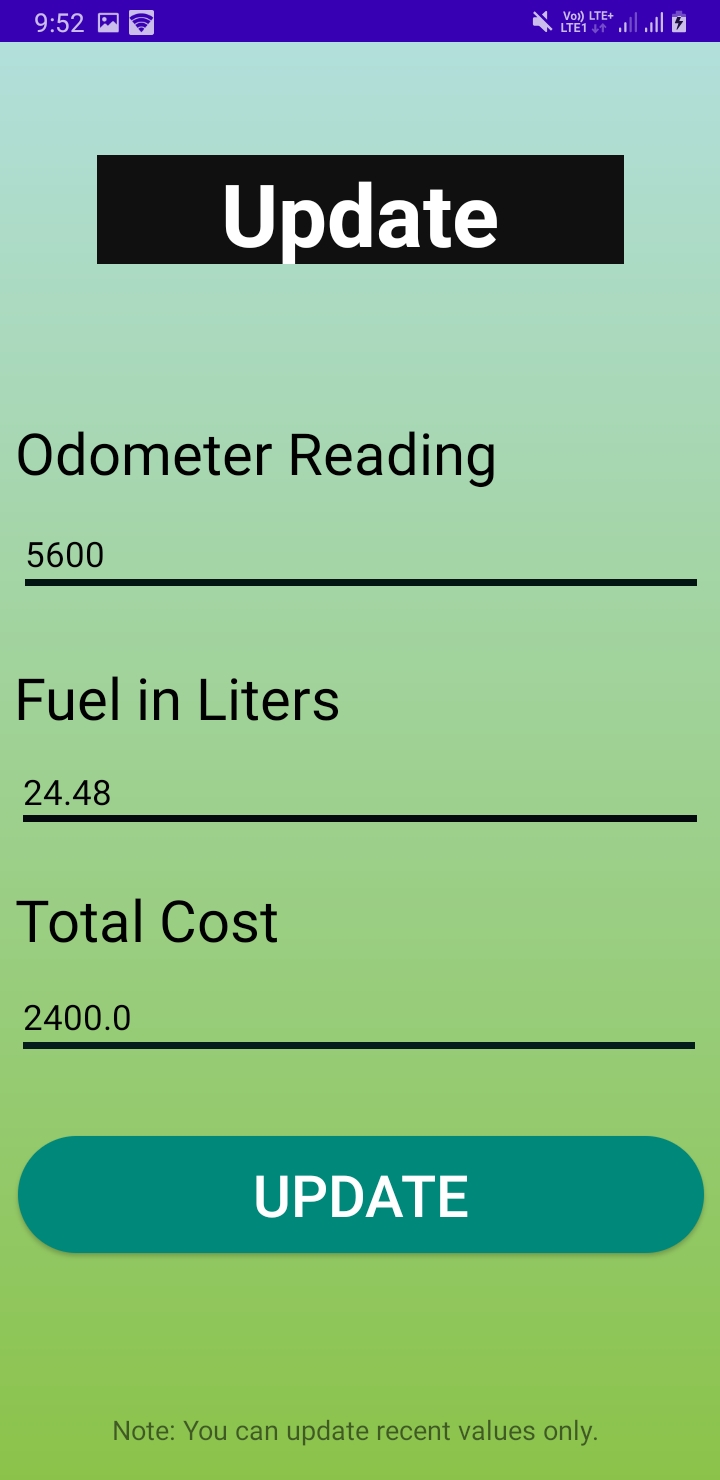 9:52 Vo)) LTE+
LTE1
Update
Odometer Reading
5600
Fuel in Liters
24.48
Total Cost
2400.0
UPDATE
Note: You can update recent values only.